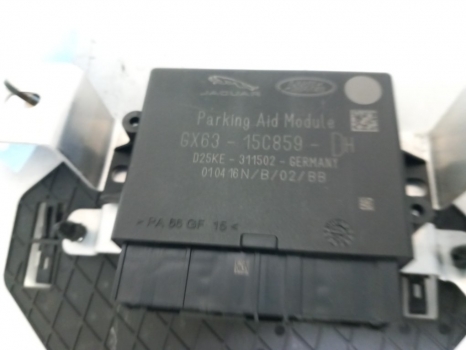 JAGUAR
Parking Aid Module
GX63 - 15C859 - DH
D25KE - 311502 - GERMANY
010416N/B/02/BB
> PA 66 GF 15 <